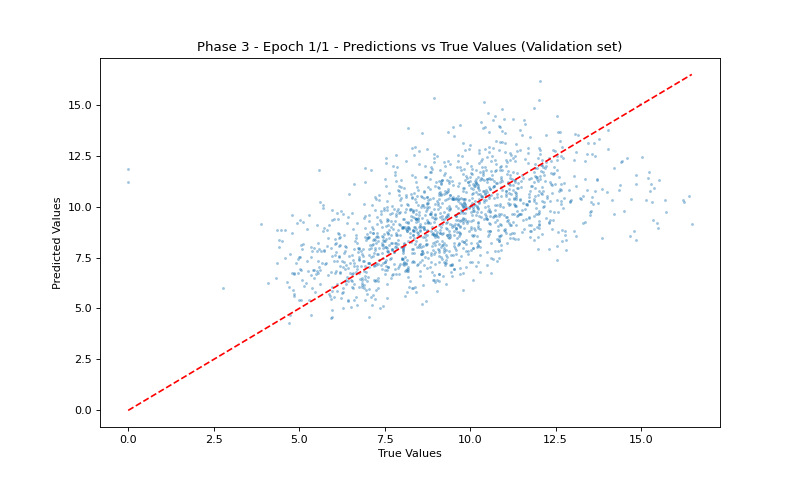 Phase 3 - Epoch 1/1 - Predictions vs True Values (Validation set)
Predicted Values
15.0
12.5
10.0
7.5
5.0
2.5
0.0
0.0 2.5 5.0 7.5 10.0 12.5 15.0
True Values